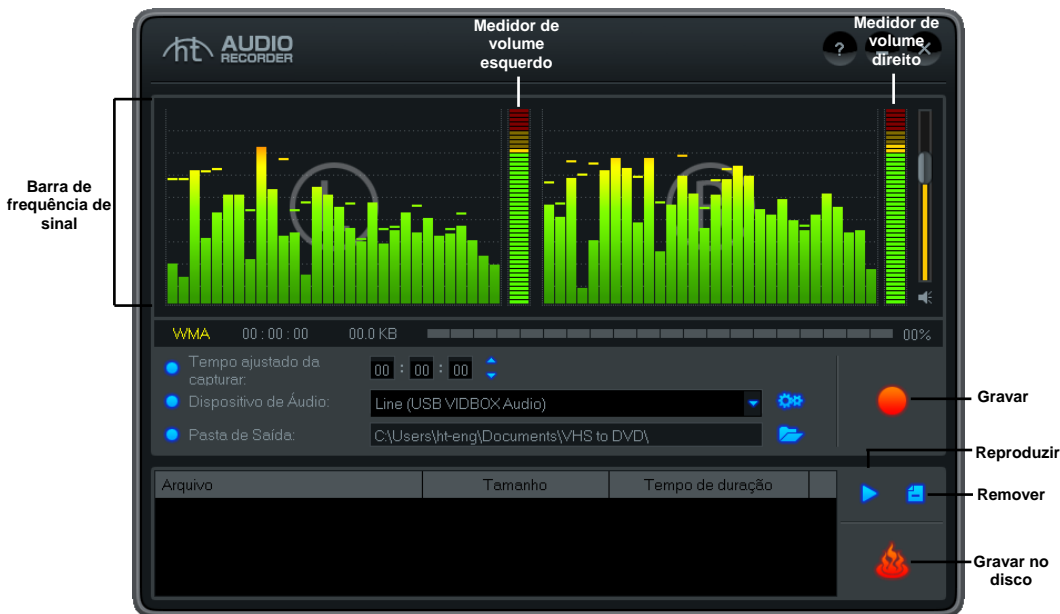 Medidor de
volume
esquerdo
Medidor de
volume
direito
ht AUDIO
RECORDER
?
Barra de
frequência de
sinal
L
R
WMA 00 : 00 : 00 00.0 KB 00%
Tempo ajustado da
capturar:
00 : 00 : 00
Dispositivo de Áudio: Line (USB VIDBOX Audio)
Pasta de Saída: C:\Users\ht-eng\Documents\VHS to DVD\
Gravar
Reproduzir
Arquivo Tamanho Tempo de duração
Remover
Gravar no
disco